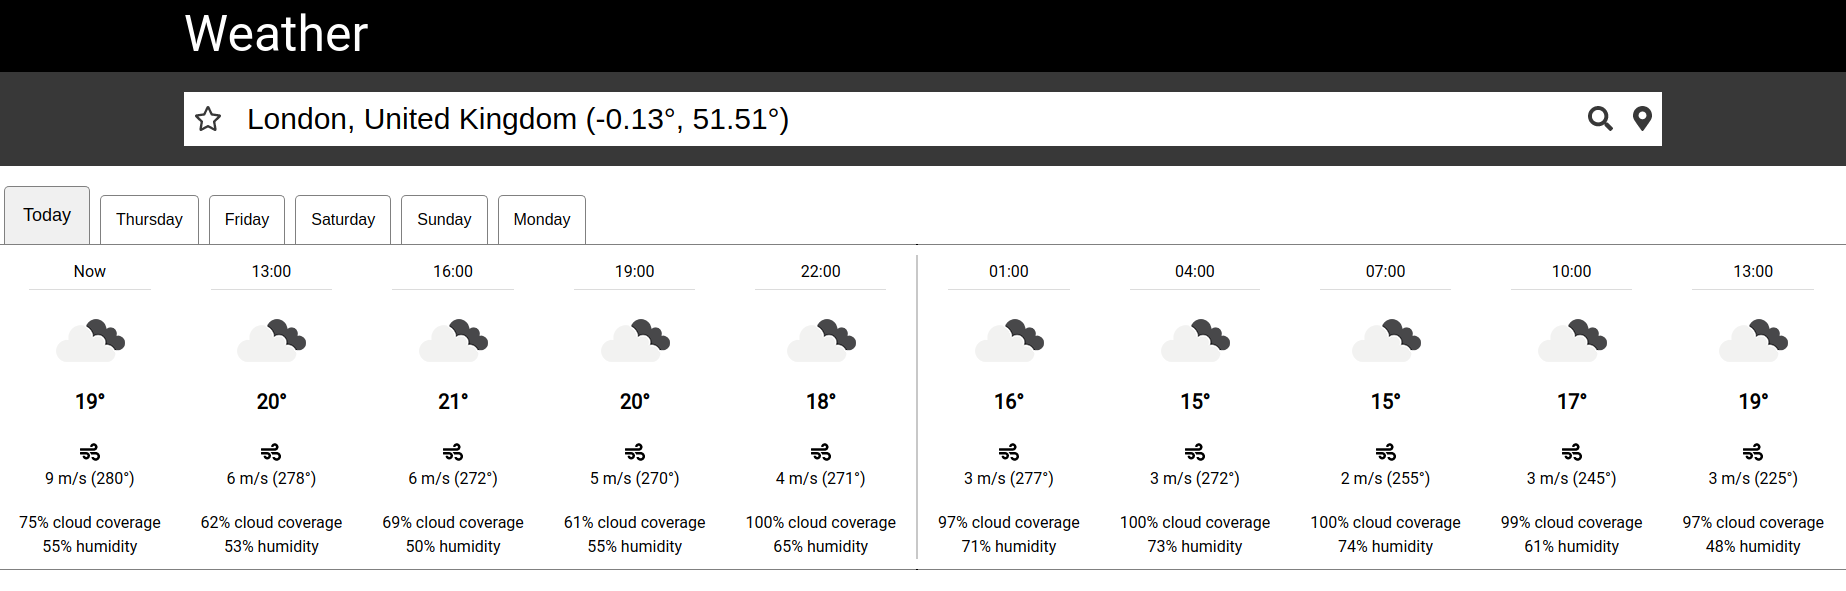 Weather
London, United Kingdom (-0.13°, 51.51°)
Today Thursday Friday Saturday Sunday Monday
Now 13:00 16:00 19:00 22:00 01:00 04:00 07:00 10:00 13:00
19° 20° 21° 20° 18° 16° 15° 15° 17° 19°
9 m/s (280°) 6 m/s (278°) 6 m/s (272°) 5 m/s (270°) 4 m/s (271°) 3 m/s (277°) 3 m/s (272°) 2 m/s (255°) 3 m/s (245°) 3 m/s (225°)
75% cloud coverage 62% cloud coverage 69% cloud coverage 61% cloud coverage 100% cloud coverage 97% cloud coverage 100% cloud coverage 100% cloud coverage 99% cloud coverage 97% cloud coverage
55% humidity 53% humidity 50% humidity 55% humidity 65% humidity 71% humidity 73% humidity 74% humidity 61% humidity 48% humidity